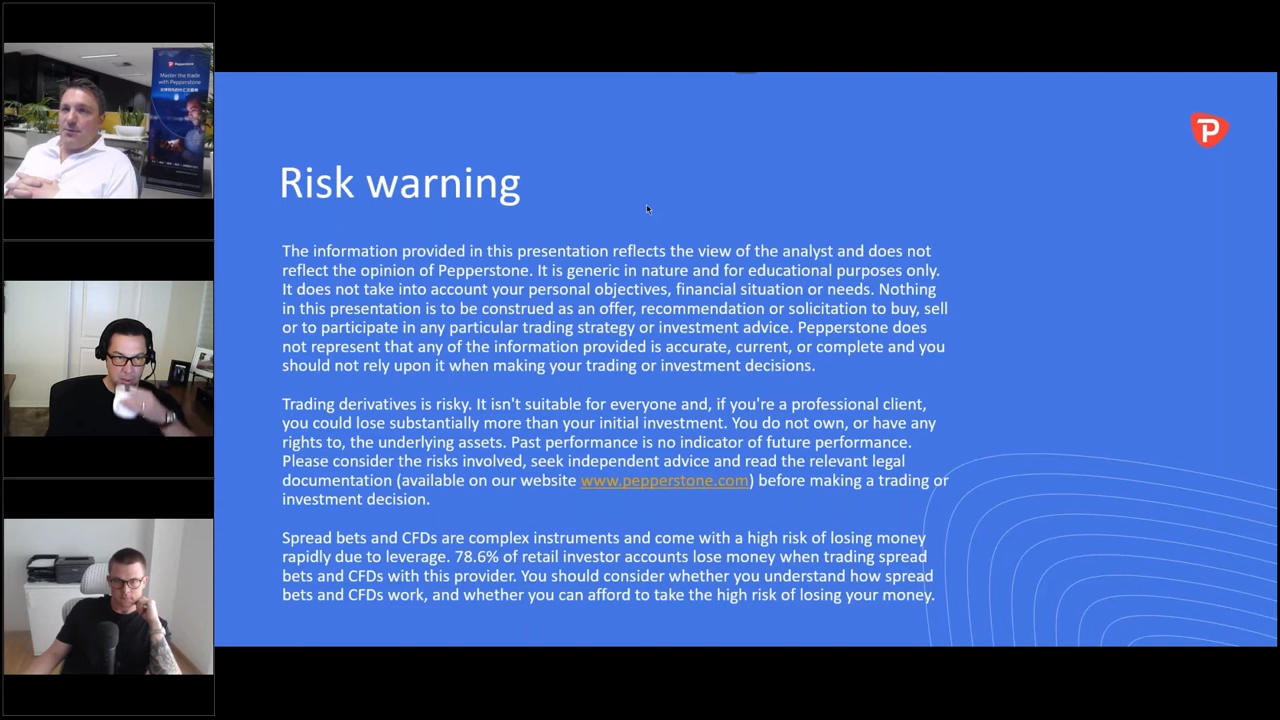 Pepperstone
Master the trade
with Pepperstone
Risk warning
The information provided in this presentation reflects the view of the analyst and does not
reflect the opinion of Pepperstone. It is generic in nature and for educational purposes only.
It does not take into account your personal objectives, financial situation or needs. Nothing
in this presentation is to be construed as an offer, recommendation or solicitation to buy, sell
or to participate in any particular trading strategy or investment advice. Pepperstone does
not represent that any of the information provided is accurate, current, or complete and you
should not rely upon it when making your trading or investment decisions.
Trading derivatives is risky. It isn't suitable for everyone and, if you're a professional client,
you could lose substantially more than your initial investment. You do not own, or have any
rights to, the underlying assets. Past performance is no indicator of future performance.
Please consider the risks involved, seek independent advice and read the relevant legal
documentation (available on our website www.pepperstone.com) before making a trading or
investment decision.
Spread bets and CFDs are complex instruments and come with a high risk of losing money
rapidly due to leverage. 78.6% of retail investor accounts lose money when trading spread
bets and CFDs with this provider. You should consider whether you understand how spread
bets and CFDs work, and whether you can afford to take the high risk of losing your money.